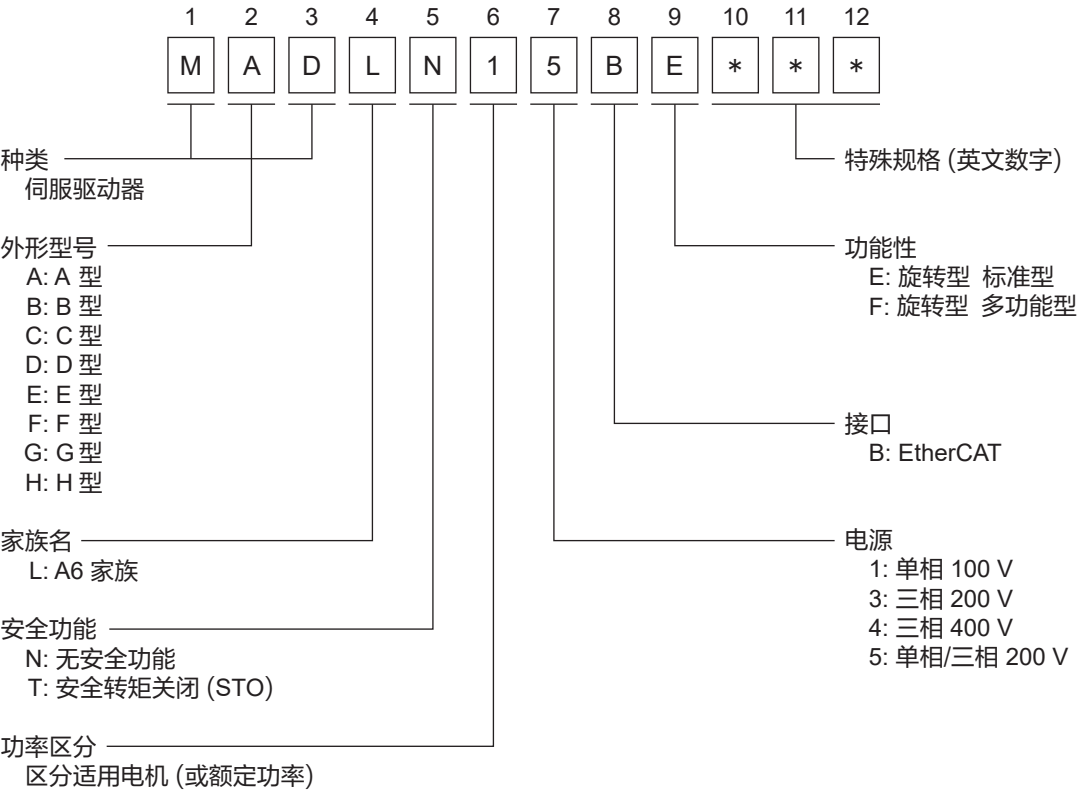 1 2 3 4 5 6 7 8 9 10 11 12
M A D L N 1 5 B E * * *
种类
伺服驱动器
外形型号
A: A 型
B: B 型
C: C 型
D: D 型
E: E 型
F: F 型
G: G 型
H: H 型
家族名
L: A6 家族
安全功能
N: 无安全功能
T: 安全转矩关闭 (STO)
功率区分
区分适用电机 (或额定功率)
特殊规格 (英文数字)
功能性
E: 旋转型 标准型
F: 旋转型 多功能型
接口
B: EtherCAT
电源
1: 单相 100 V
3: 三相 200 V
4: 三相 400 V
5: 单相/三相 200 V